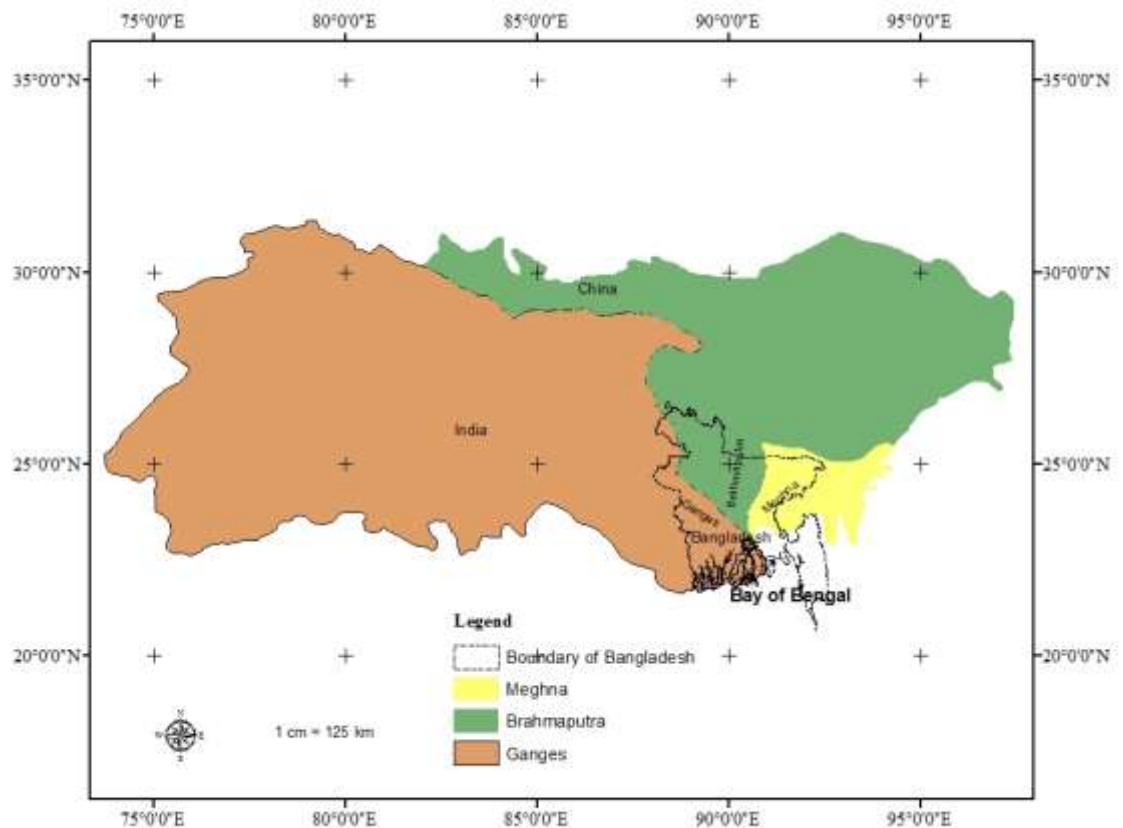 75°0'0"E 80°0'0"E 85°0'0"E 90°0'0"E 95°0'0"E
35°0'0"N 35°0'0"N
30°0'0"N 30°0'0"N
China
India
25°0'0"N 25°0'0"N
Brahmaputra
Meghna
Ganges
Bangladesh
Bay of Bengal
Legend
20°0'0"N 20°0'0"N
Boundary of Bangladesh
Meghna
Brahmaputra
Ganges
N
W E
S
1 cm = 125 km
75°0'0"E 80°0'0"E 85°0'0"E 90°0'0"E 95°0'0"E